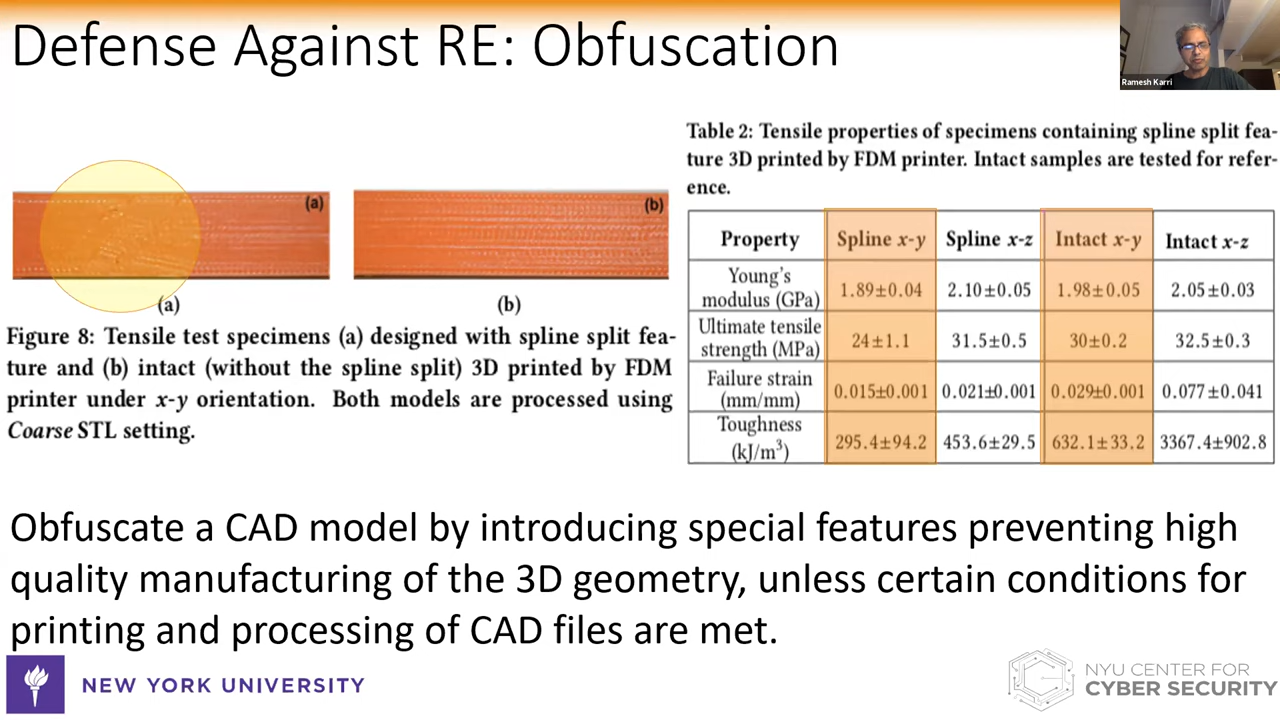 Defense Against RE: Obfuscation
Ramesh Karri
(a)
(b)
(a)
(b)
Figure 8: Tensile test specimens (a) designed with spline split fea-
ture and (b) intact (without the spline split) 3D printed by FDM
printer under x-y orientation. Both models are processed using
Coarse STL setting.
Table 2: Tensile properties of specimens containing spline split fea-
ture 3D printed by FDM printer. Intact samples are tested for refer-
ence.
Property Spline x-y Spline x-z Intact x-y Intact x-z
Young's
modulus (GPa) 1.89±0.04 2.10±0.05 1.98±0.05 2.05±0.03
Ultimate tensile
strength (MPa) 24±1.1 31.5±0.5 30±0.2 32.5±0.3
Failure strain
(mm/mm) 0.015±0.001 0.021±0.001 0.029±0.001 0.077±0.041
Toughness
(kJ/m³) 295.4±94.2 453.6±29.5 632.1±33.2 3367.4±902.8
Obfuscate a CAD model by introducing special features preventing high
quality manufacturing of the 3D geometry, unless certain conditions for
printing and processing of CAD files are met.
NEW YORK UNIVERSITY
NYU CENTER FOR
CYBER SECURITY